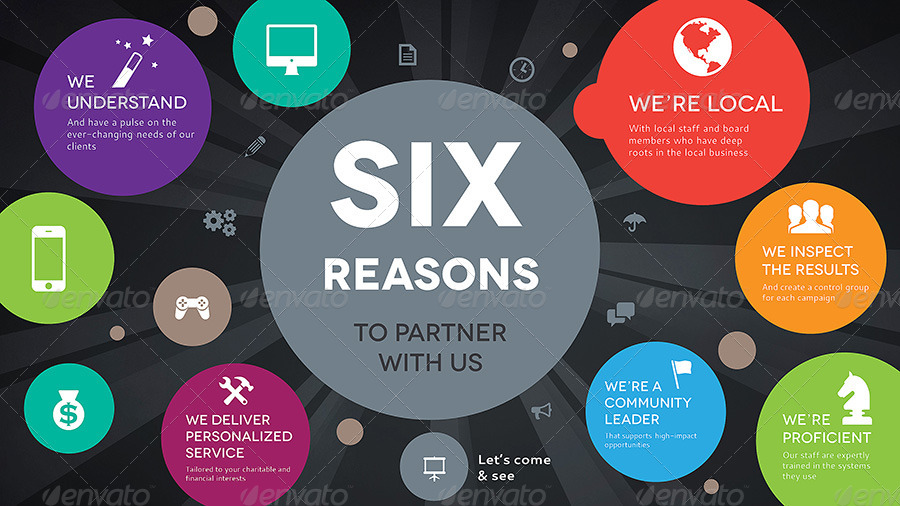 SIX
REASONS
TO PARTNER
WITH US
WE
UNDERSTAND
And have a pulse on the
ever-changing needs of our
clients
WE'RE LOCAL
With local staff and board
members who have deep
roots in the local business
WE INSPECT
THE RESULTS
And create a control group
for each campaign
WE DELIVER
PERSONALIZED
SERVICE
Tailored to your charitable and
financial interests
WE'RE A
COMMUNITY
LEADER
That supports high-impact
opportunities
WE'RE
PROFICIENT
Our staff are expertly
trained in the systems
they use
$
Let's come
& see
envato